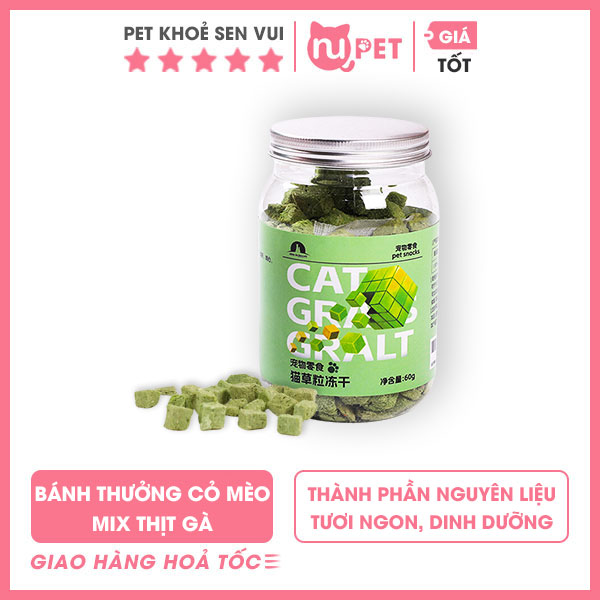 PET KHOẺ SEN VUI
nu PET
GIÁ
TỐT
宠物零食
pet snacks
CAT
GRA
GRALT
宠物零食
猫草粒冻干
净含量:60g
BÁNH THƯỞNG CỎ MÈO
MIX THỊT GÀ
THÀNH PHẦN NGUYÊN LIỆU
TƯƠI NGON, DINH DƯỠNG
GIAO HÀNG HOẢ TỐC